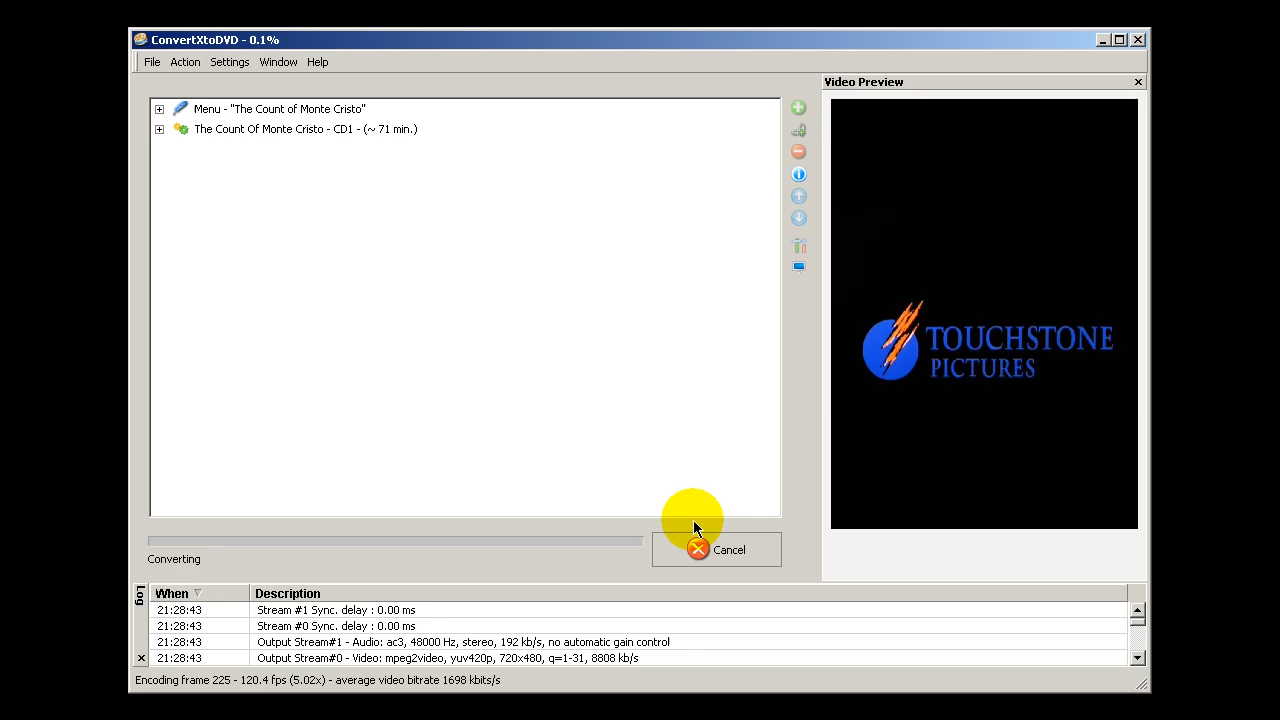 ConvertXtoDVD - 0.1%
File Action Settings Window Help
Video Preview
Menu - "The Count of Monte Cristo"
The Count Of Monte Cristo - CD1 - (~ 71 min.)
TOUCHSTONE
PICTURES
Cancel
Converting
Log
When Description
21:28:43 Stream #1 Sync. delay : 0.00 ms
21:28:43 Stream #0 Sync. delay : 0.00 ms
21:28:43 Output Stream#1 - Audio: ac3, 48000 Hz, stereo, 192 kb/s, no automatic gain control
21:28:43 Output Stream#0 - Video: mpeg2video, yuv420p, 720x480, q=1-31, 8808 kb/s
Encoding frame 225 - 120.4 fps (5.02x) - average video bitrate 1698 kbits/s